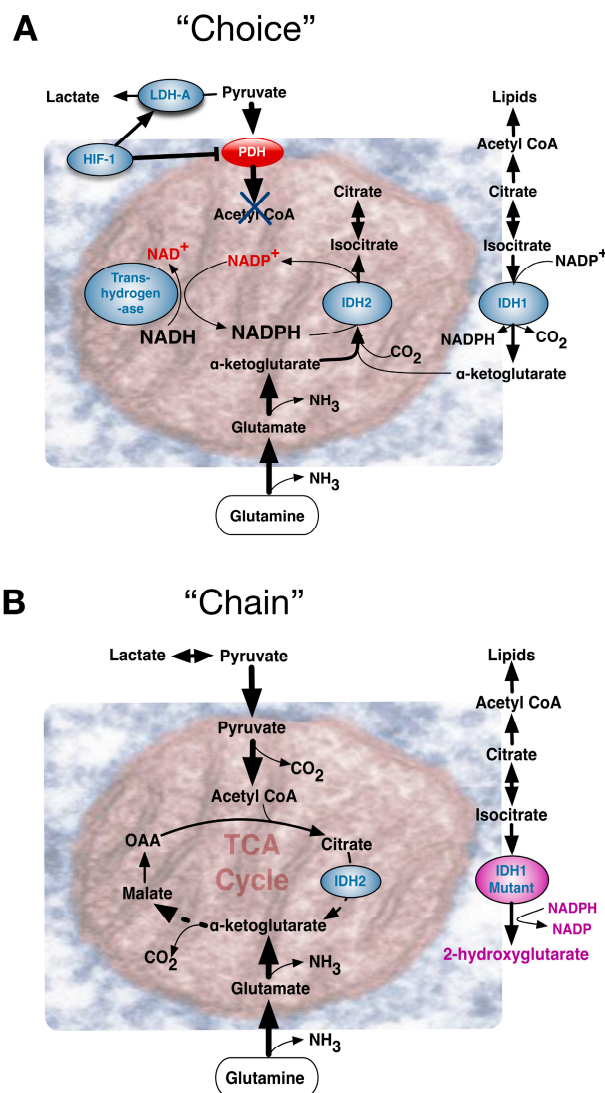 A
“Choice”
Lactate
LDH-A
Pyruvate
Lipids
HIF-1
PDH
Acetyl CoA
Acetyl CoA
Citrate
Citrate
Isocitrate
Isocitrate
NAD+
NADP+
NADP+
Trans-
hydrogen
-ase
IDH2
IDH1
NADH
NADPH
NADPH
CO2
CO2
α-ketoglutarate
α-ketoglutarate
NH3
Glutamate
NH3
Glutamine
B
“Chain”
Lactate
Pyruvate
Lipids
Pyruvate
Acetyl CoA
CO2
Citrate
Acetyl CoA
Isocitrate
OAA
TCA
Cycle
Citrate
IDH2
IDH1
Mutant
Malate
NADPH
NADP
α-ketoglutarate
CO2
2-hydroxyglutarate
NH3
Glutamate
NH3
Glutamine